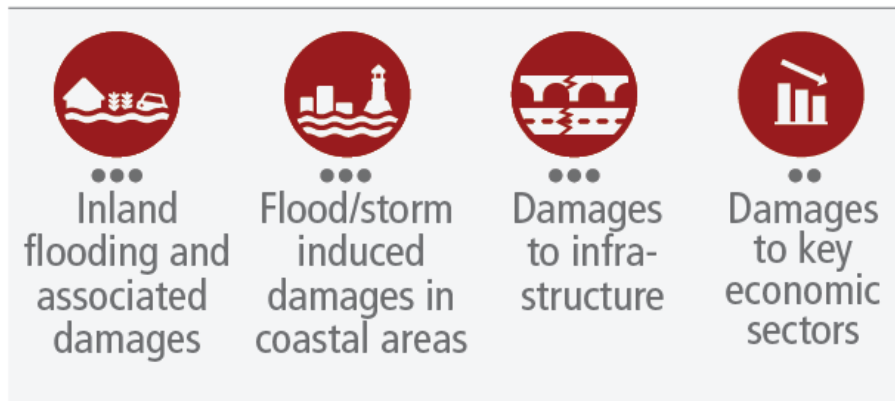 Inland
flooding and
associated
damages
Flood/storm
induced
damages in
coastal areas
Damages
to infra-
structure
Damages
to key
economic
sectors